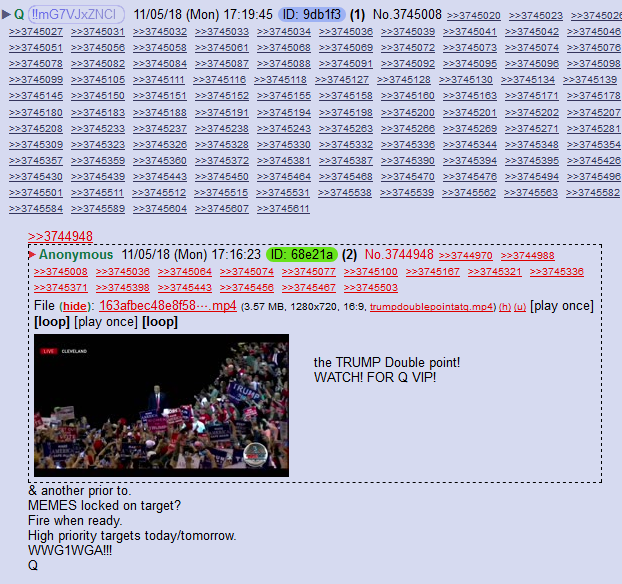 Q !!mG7VJxZNCI 11/05/18 (Mon) 17:19:45 ID: 9db1f3 (1) No.3745008 >>3745020 >>3745023 >>3745026
>>3745027 >>3745031 >>3745032 >>3745033 >>3745034 >>3745036 >>3745039 >>3745041 >>3745042 >>3745046
>>3745051 >>3745056 >>3745058 >>3745061 >>3745068 >>3745069 >>3745072 >>3745073 >>3745074 >>3745076
>>3745078 >>3745082 >>3745084 >>3745087 >>3745088 >>3745091 >>3745092 >>3745095 >>3745096 >>3745098
>>3745099 >>3745105 >>3745111 >>3745116 >>3745118 >>3745127 >>3745128 >>3745130 >>3745134 >>3745139
>>3745145 >>3745150 >>3745151 >>3745152 >>3745155 >>3745158 >>3745160 >>3745163 >>3745171 >>3745178
>>3745180 >>3745183 >>3745188 >>3745191 >>3745194 >>3745198 >>3745200 >>3745201 >>3745202 >>3745207
>>3745208 >>3745233 >>3745237 >>3745238 >>3745243 >>3745263 >>3745266 >>3745269 >>3745271 >>3745281
>>3745309 >>3745323 >>3745326 >>3745328 >>3745330 >>3745332 >>3745336 >>3745344 >>3745348 >>3745354
>>3745357 >>3745359 >>3745360 >>3745372 >>3745381 >>3745387 >>3745390 >>3745394 >>3745395 >>3745426
>>3745430 >>3745439 >>3745443 >>3745450 >>3745464 >>3745468 >>3745470 >>3745476 >>3745494 >>3745496
>>3745501 >>3745511 >>3745512 >>3745515 >>3745531 >>3745538 >>3745539 >>3745562 >>3745563 >>3745582
>>3745584 >>3745589 >>3745604 >>3745607 >>3745611
>>3744948
Anonymous 11/05/18 (Mon) 17:16:23 ID: 68e21a (2) No.3744948 >>3744970 >>3744988
>>3745008 >>3745036 >>3745064 >>3745074 >>3745077 >>3745100 >>3745167 >>3745321 >>3745336
>>3745371 >>3745398 >>3745443 >>3745456 >>3745467 >>3745503
File (hide): 163afbec48e8f58⋯.mp4 (3.57 MB, 1280x720, 16:9, trumpdoublepointatq.mp4) (h) (u) [play once]
[loop] [play once] [loop]
LIVE CLEVELAND
TRUMP
the TRUMP Double point!
WATCH! FOR Q VIP!
& another prior to.
MEMES locked on target?
Fire when ready.
High priority targets today/tomorrow.
WWG1WGA!!!
Q